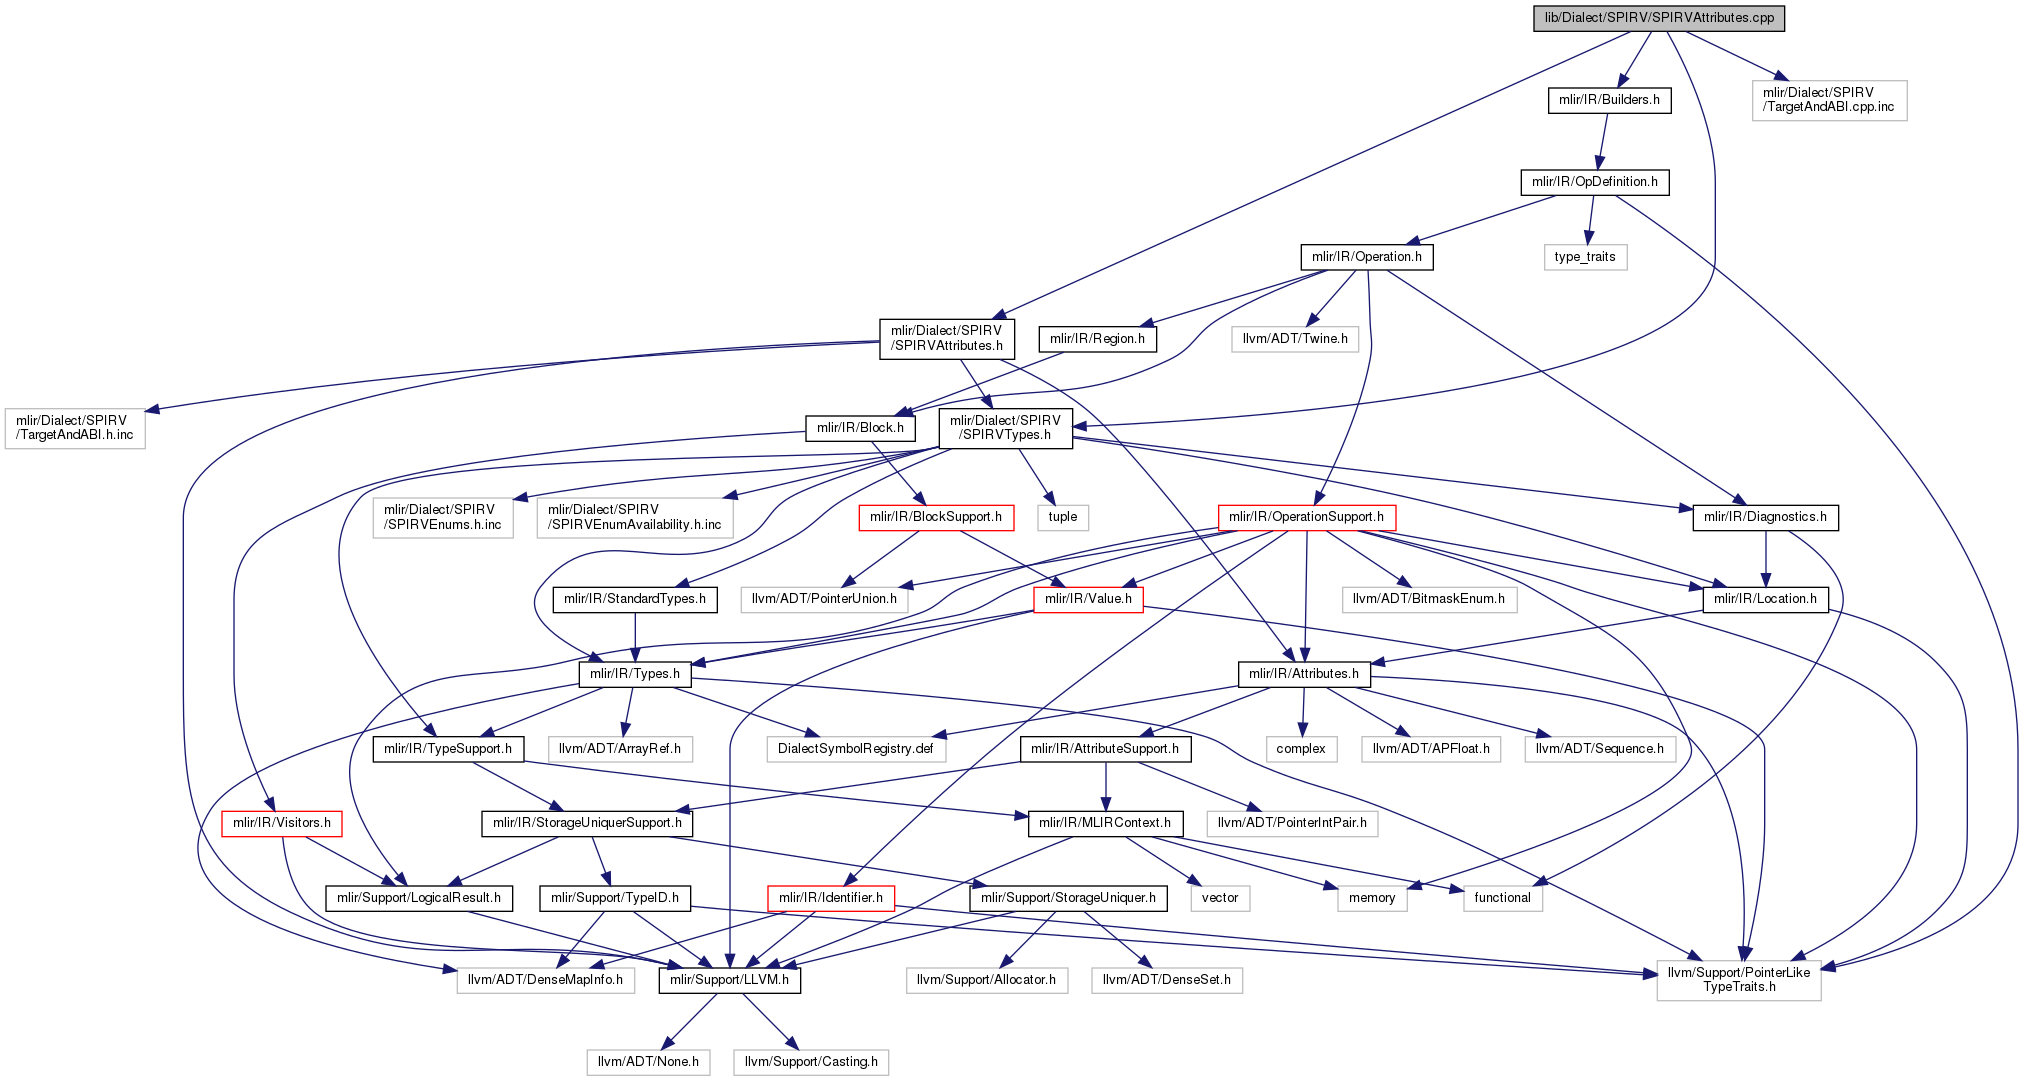 lib/Dialect/SPIRV/SPIRVAttributes.cpp
mlir/IR/Builders.h
mlir/Dialect/SPIRV
/TargetAndABI.cpp.inc
mlir/IR/OpDefinition.h
mlir/IR/Operation.h
type_traits
mlir/Dialect/SPIRV
/SPIRVAttributes.h
mlir/IR/Region.h
llvm/ADT/Twine.h
mlir/Dialect/SPIRV
/TargetAndABI.h.inc
mlir/IR/Block.h
mlir/Dialect/SPIRV
/SPIRVTypes.h
mlir/Dialect/SPIRV
/SPIRVEnums.h.inc
mlir/Dialect/SPIRV
/SPIRVEnumAvailability.h.inc
mlir/IR/BlockSupport.h
tuple
mlir/IR/OperationSupport.h
mlir/IR/Diagnostics.h
mlir/IR/StandardTypes.h
llvm/ADT/PointerUnion.h
mlir/IR/Value.h
llvm/ADT/BitmaskEnum.h
mlir/IR/Location.h
mlir/IR/Types.h
mlir/IR/Attributes.h
mlir/IR/TypeSupport.h
llvm/ADT/ArrayRef.h
DialectSymbolRegistry.def
mlir/IR/AttributeSupport.h
complex
llvm/ADT/APFloat.h
llvm/ADT/Sequence.h
mlir/IR/Visitors.h
mlir/IR/StorageUniquerSupport.h
mlir/IR/MLIRContext.h
llvm/ADT/PointerIntPair.h
mlir/Support/LogicalResult.h
mlir/Support/TypeID.h
mlir/IR/Identifier.h
mlir/Support/StorageUniquer.h
vector
memory
functional
llvm/ADT/DenseMapInfo.h
mlir/Support/LLVM.h
llvm/Support/Allocator.h
llvm/ADT/DenseSet.h
llvm/Support/PointerLike
TypeTraits.h
llvm/ADT/None.h
llvm/Support/Casting.h